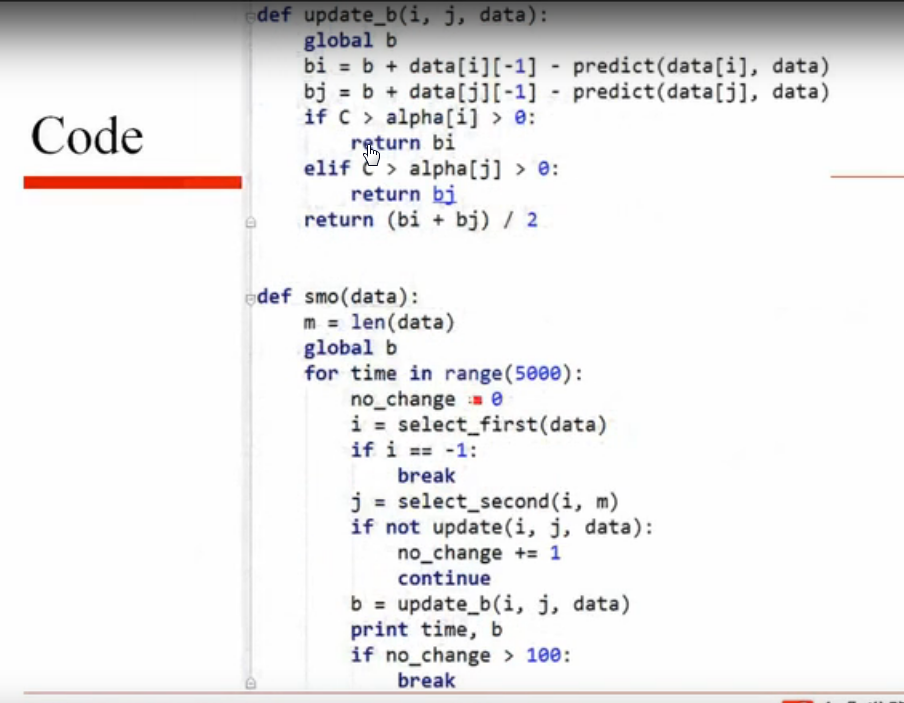 def update_b(i, j, data):
global b
bi = b + data[i][-1] - predict(data[i], data)
bj = b + data[j][-1] - predict(data[j], data)
if C > alpha[i] > 0:
return bi
elif C > alpha[j] > 0:
return bj
return (bi + bj) / 2
Code
def smo(data):
m = len(data)
global b
for time in range(5000):
no_change = 0
i = select_first(data)
if i == -1:
break
j = select_second(i, m)
if not update(i, j, data):
no_change += 1
continue
b = update_b(i, j, data)
print time, b
if no_change > 100:
break